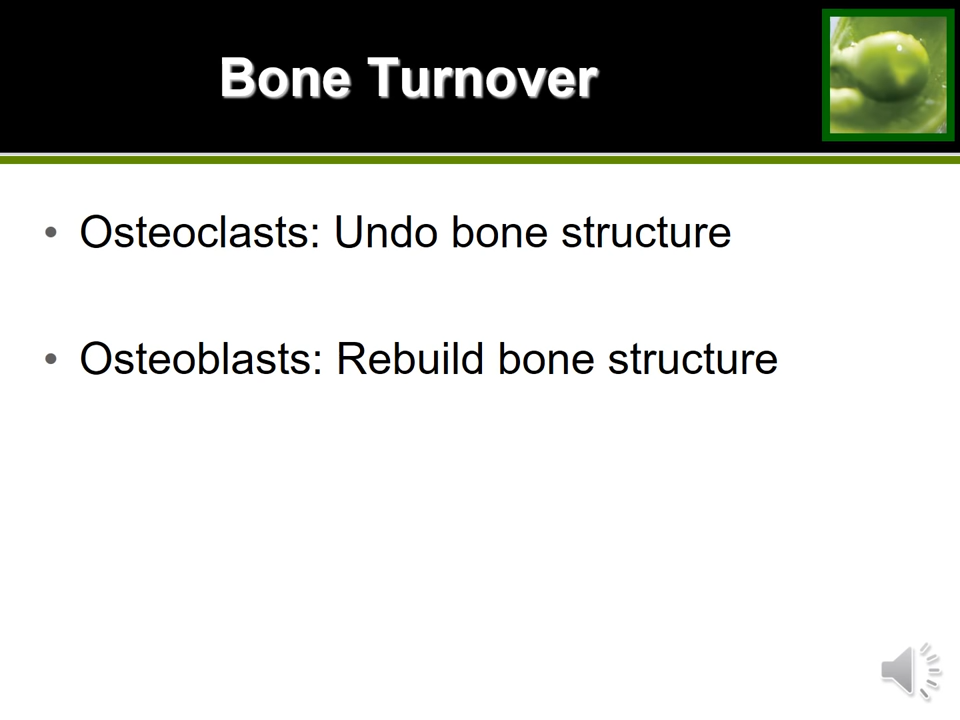 Bone Turnover
• Osteoclasts: Undo bone structure
• Osteoblasts: Rebuild bone structure